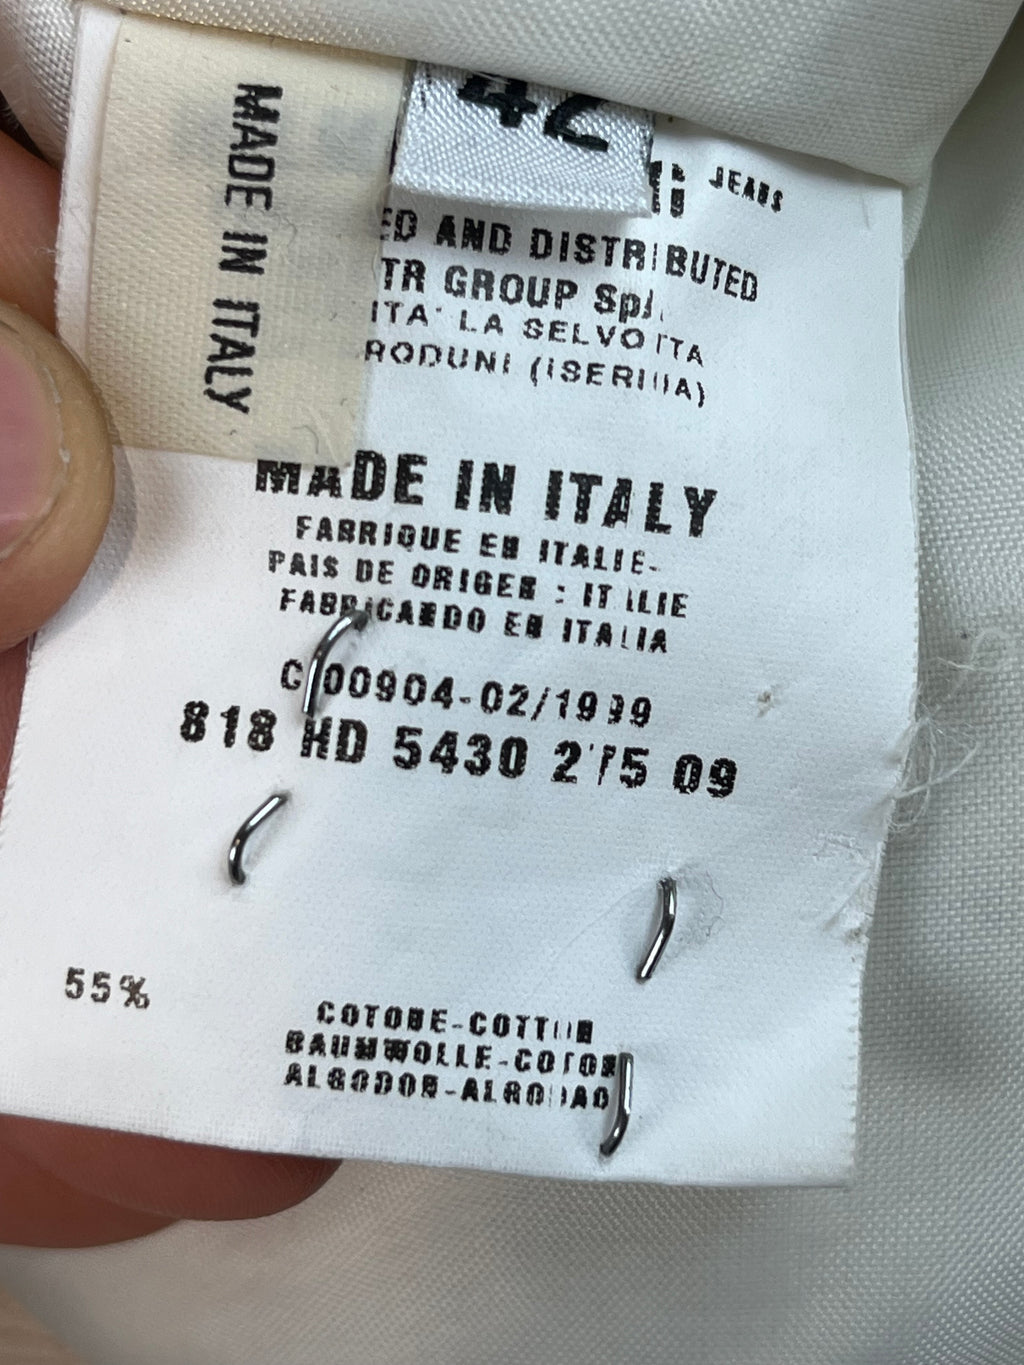 MADE IN ITALY
42
JEANS
ED AND DISTRIBUTED
TR GROUP SpA.
ITA' LA SELVOTTA
RODUNI (ISERNIA)
MADE IN ITALY
FABRIQUE EN ITALIE-
PAIS DE ORIGEN : ITALIE
FABRICANDO EN ITALIA
C 00904-02/1999
818 HD 5430 275 09
55%
COTONE-COTTON
BAUMWOLLE-COTON
ALGODON-ALGODAO